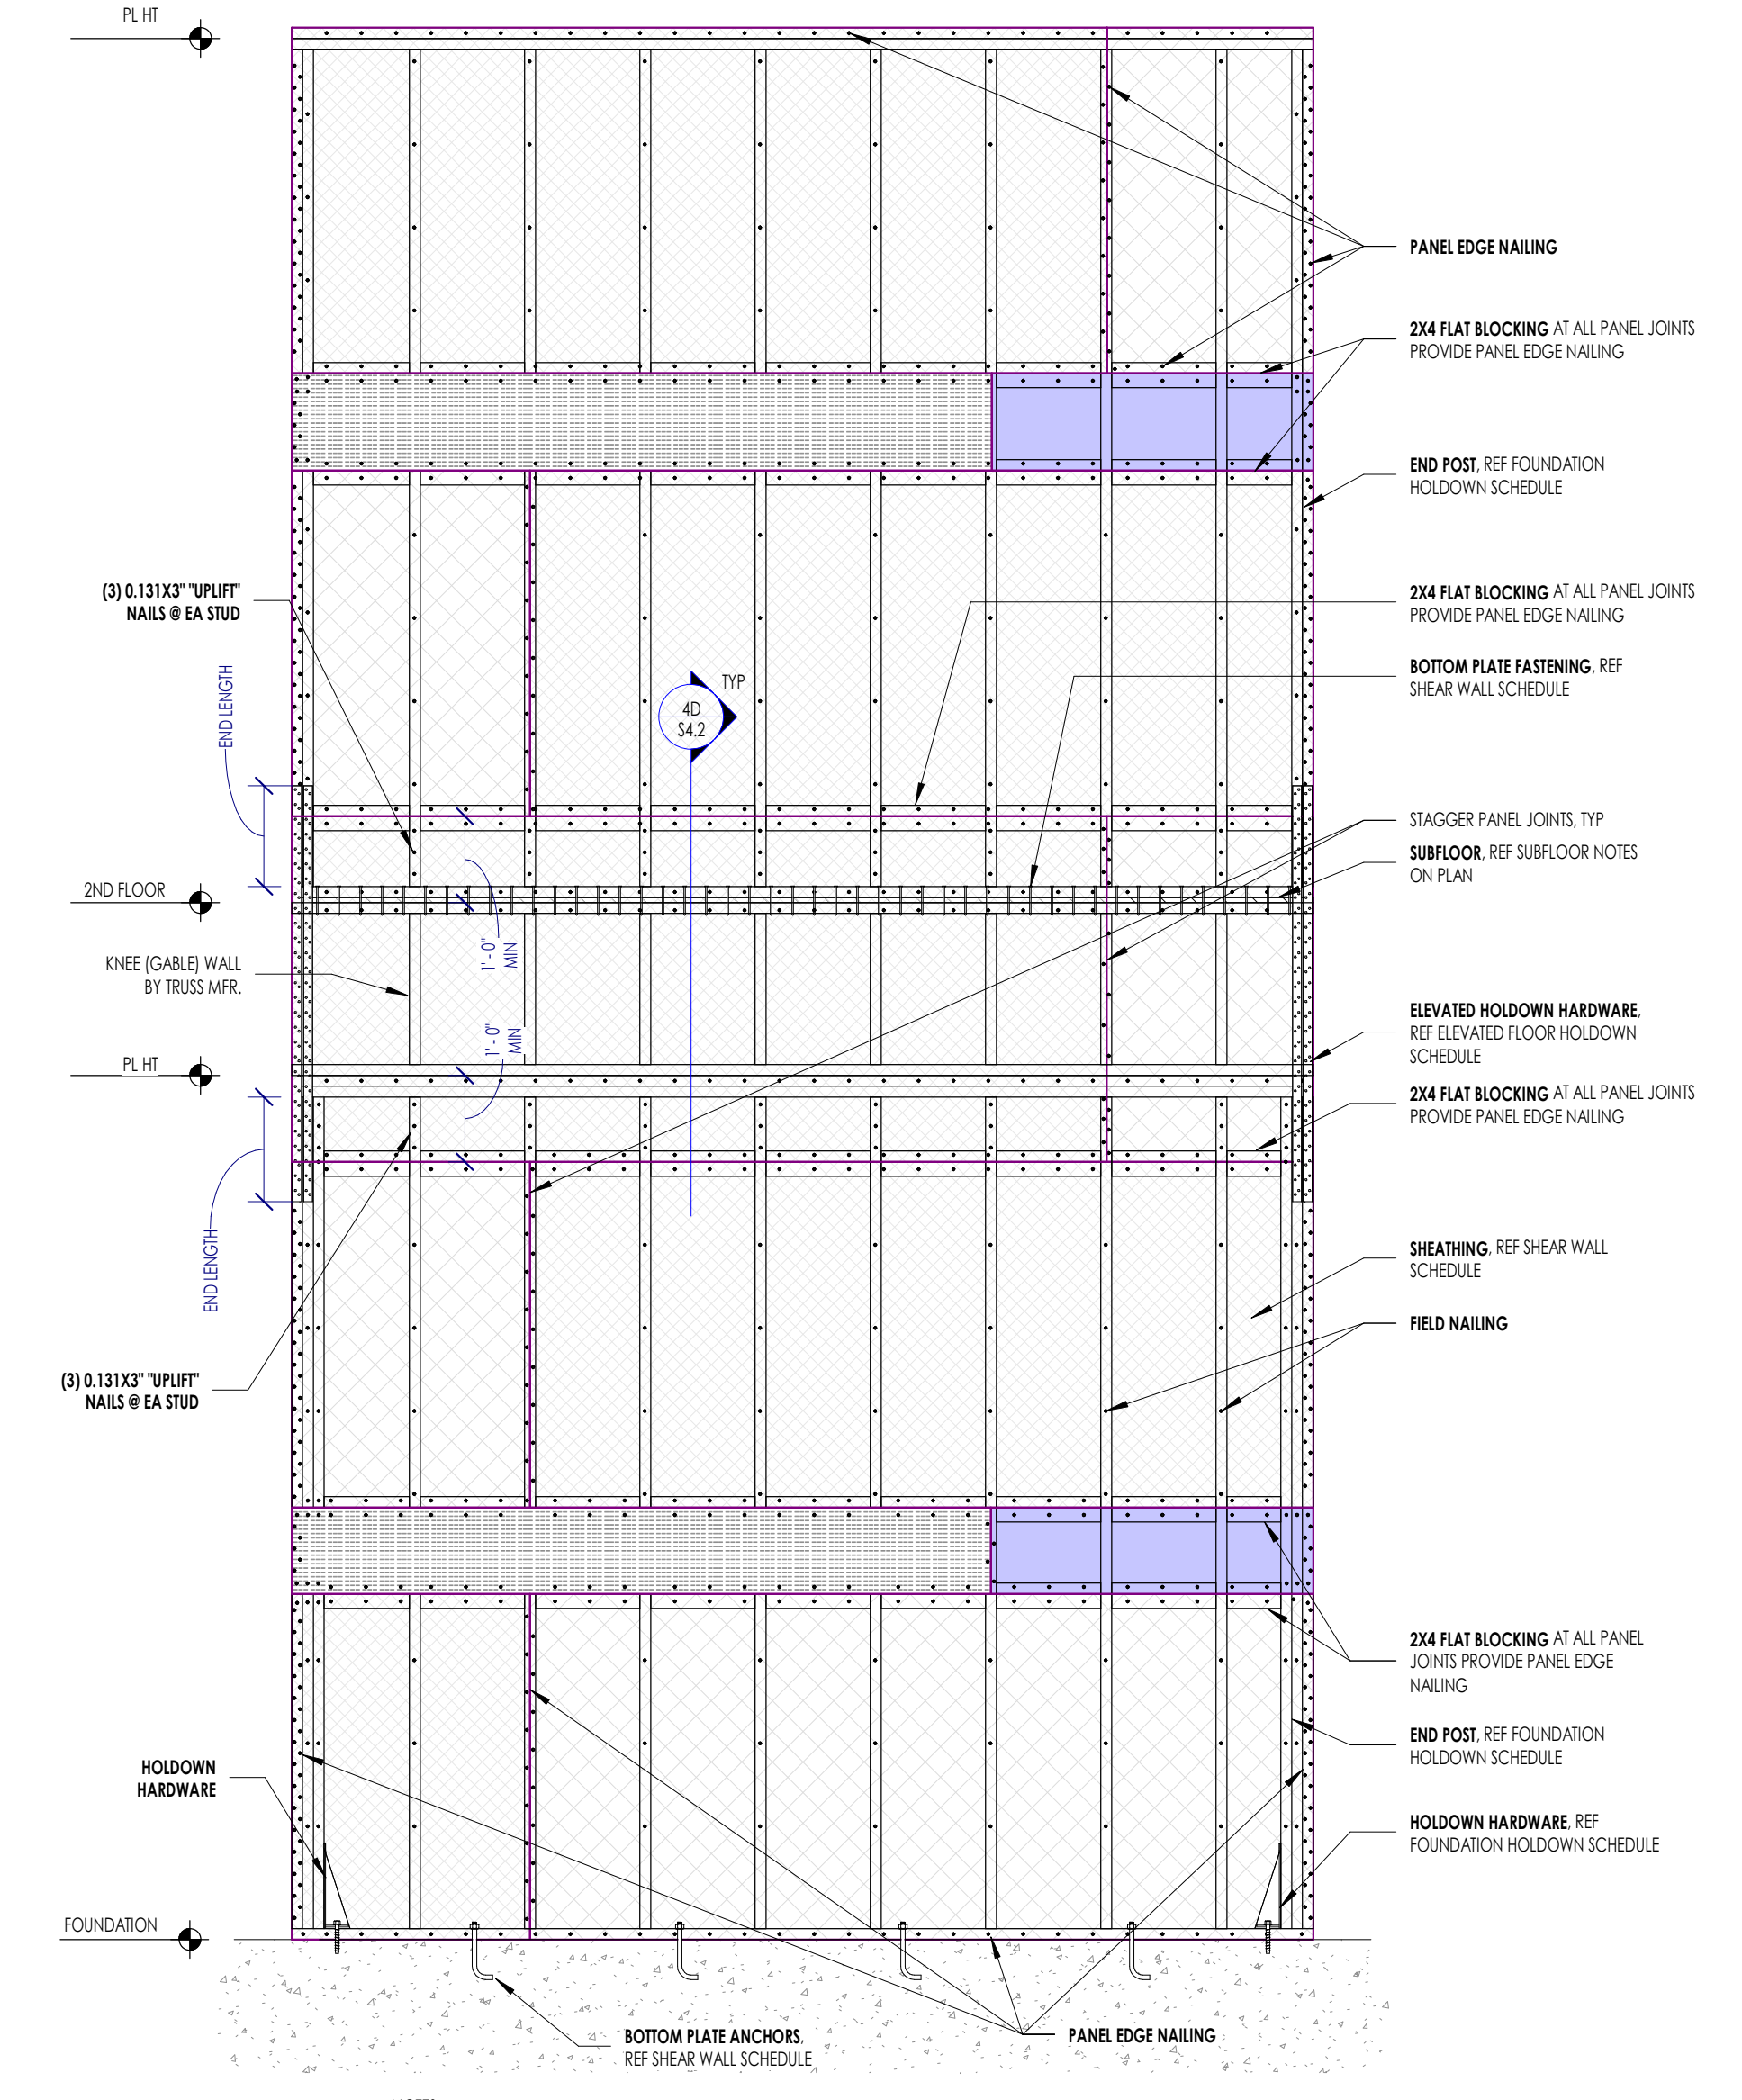 PL HT
PANEL EDGE NAILING
2X4 FLAT BLOCKING AT ALL PANEL JOINTS
PROVIDE PANEL EDGE NAILING
END POST, REF FOUNDATION
HOLDOWN SCHEDULE
(3) 0.131X3" "UPLIFT"
NAILS @ EA STUD
2X4 FLAT BLOCKING AT ALL PANEL JOINTS
PROVIDE PANEL EDGE NAILING
END LENGTH
TYP
4D
S4.2
BOTTOM PLATE FASTENING, REF
SHEAR WALL SCHEDULE
STAGGER PANEL JOINTS, TYP
SUBFLOOR, REF SUBFLOOR NOTES
ON PLAN
2ND FLOOR
1'-0"
MIN
KNEE (GABLE) WALL
BY TRUSS MFR.
ELEVATED HOLDOWN HARDWARE,
REF ELEVATED FLOOR HOLDOWN
SCHEDULE
1'-0"
MIN
PL HT
2X4 FLAT BLOCKING AT ALL PANEL JOINTS
PROVIDE PANEL EDGE NAILING
END LENGTH
SHEATHING, REF SHEAR WALL
SCHEDULE
FIELD NAILING
(3) 0.131X3" "UPLIFT"
NAILS @ EA STUD
2X4 FLAT BLOCKING AT ALL PANEL
JOINTS PROVIDE PANEL EDGE
NAILING
END POST, REF FOUNDATION
HOLDOWN SCHEDULE
HOLDOWN
HARDWARE
HOLDOWN HARDWARE, REF
FOUNDATION HOLDOWN SCHEDULE
FOUNDATION
BOTTOM PLATE ANCHORS,
REF SHEAR WALL SCHEDULE
PANEL EDGE NAILING